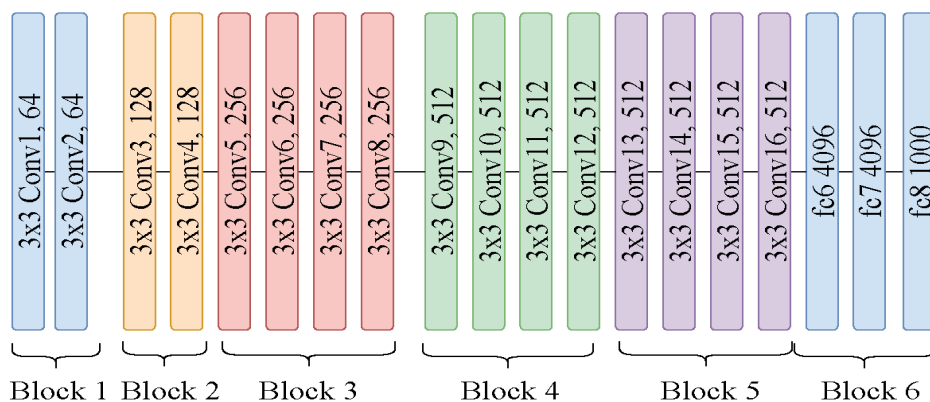 3x3 Conv1, 64
3x3 Conv2, 64
3x3 Conv3, 128
3x3 Conv4, 128
3x3 Conv5, 256
3x3 Conv6, 256
3x3 Conv7, 256
3x3 Conv8, 256
3x3 Conv9, 512
3x3 Conv10, 512
3x3 Conv11, 512
3x3 Conv12, 512
3x3 Conv13, 512
3x3 Conv14, 512
3x3 Conv15, 512
3x3 Conv16, 512
fc6 4096
fc7 4096
fc8 1000
Block 1
Block 2
Block 3
Block 4
Block 5
Block 6